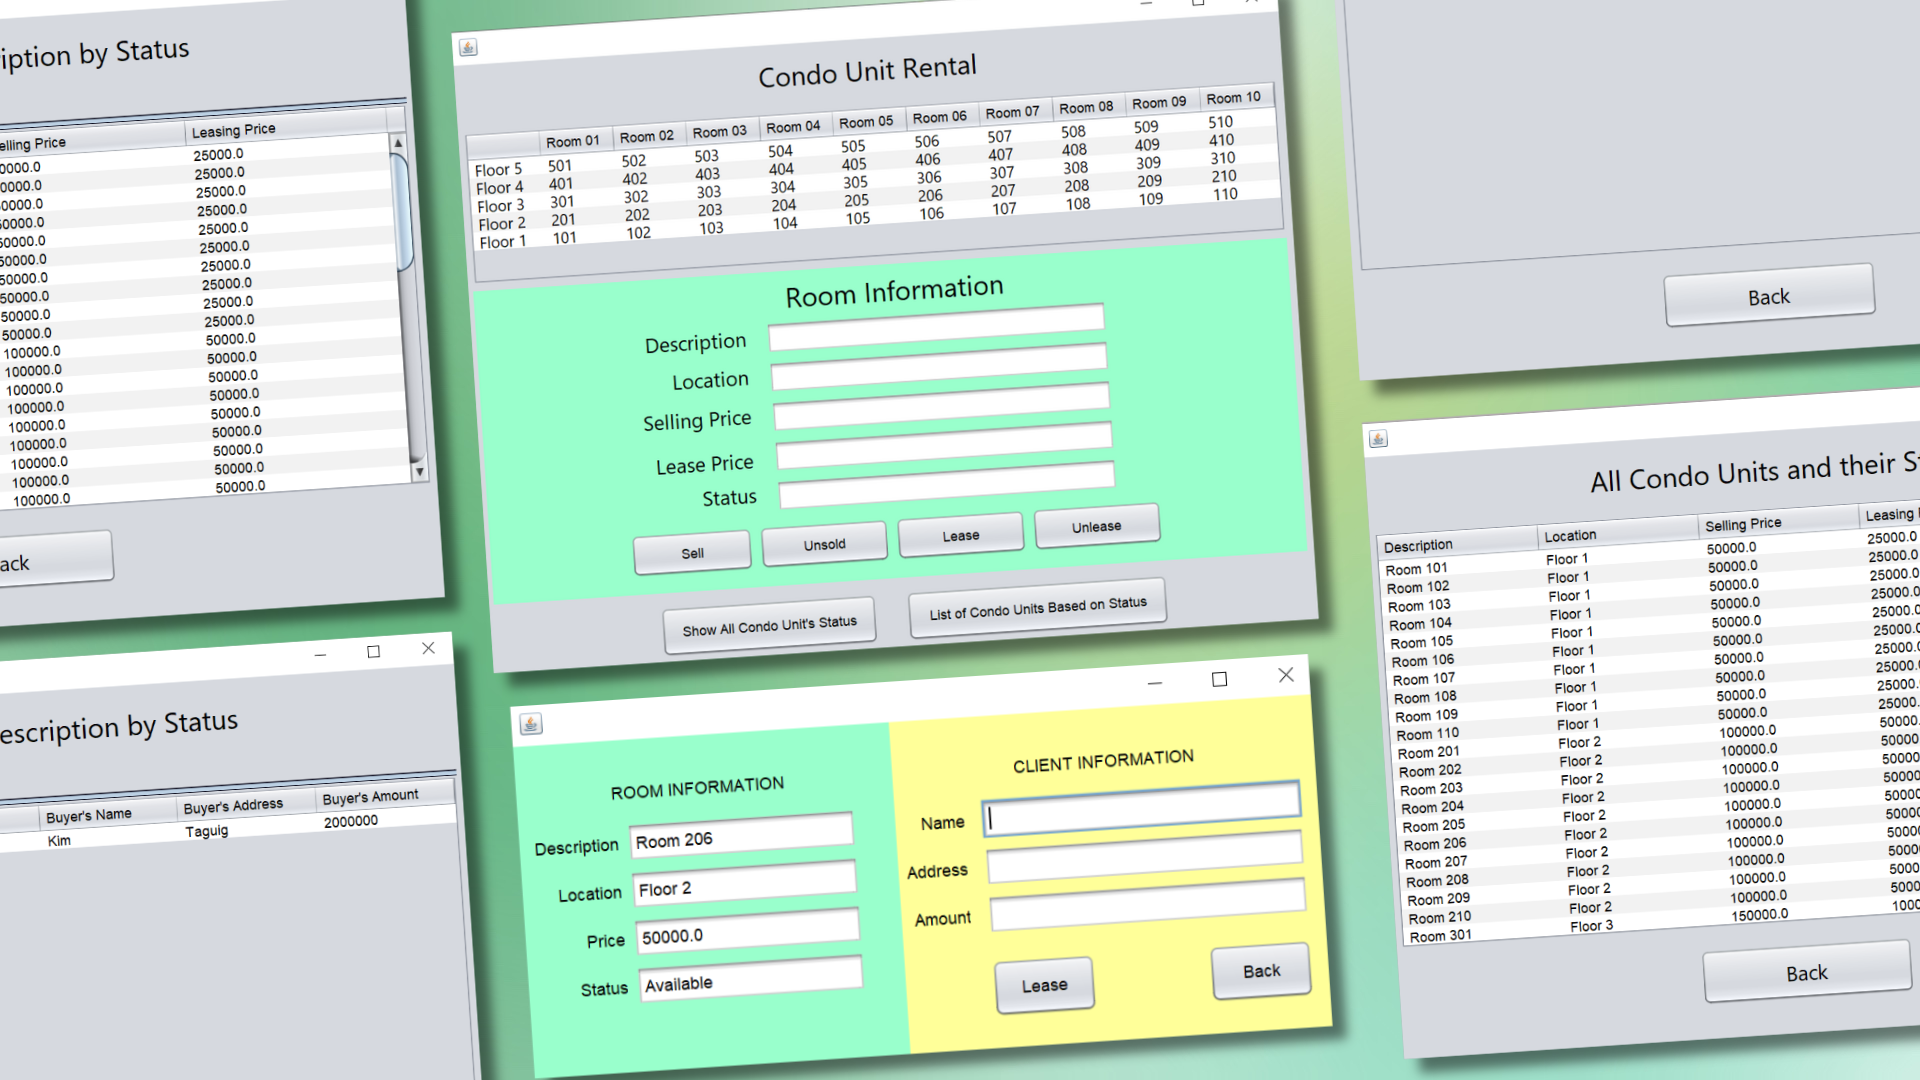 iption by Status
elling Price Leasing Price
0000.0 25000.0
0000.0 25000.0
0000.0 25000.0
0000.0 25000.0
50000.0 25000.0
50000.0 25000.0
50000.0 25000.0
50000.0 25000.0
50000.0 25000.0
50000.0 25000.0
100000.0 50000.0
100000.0 50000.0
100000.0 50000.0
100000.0 50000.0
100000.0 50000.0
100000.0 50000.0
100000.0 50000.0
100000.0 50000.0
100000.0 50000.0
ack
escription by Status
Buyer's Name Buyer's Address Buyer's Amount
Kim Taguig 2000000
Condo Unit Rental
Room 01 Room 02 Room 03 Room 04 Room 05 Room 06 Room 07 Room 08 Room 09 Room 10
Floor 5 501 502 503 504 505 506 507 508 509 510
Floor 4 401 402 403 404 405 406 407 408 409 410
Floor 3 301 302 303 304 305 306 307 308 309 310
Floor 2 201 202 203 204 205 206 207 208 209 210
Floor 1 101 102 103 104 105 106 107 108 109 110
Room Information
Description
Location
Selling Price
Lease Price
Status
Sell Unsold Lease Unlease
Show All Condo Unit's Status List of Condo Units Based on Status
ROOM INFORMATION
Description Room 206
Location Floor 2
Price 50000.0
Status Available
CLIENT INFORMATION
Name
Address
Amount
Lease Back
Back
All Condo Units and their S
Description Location Selling Price Leasing
Room 101 Floor 1 50000.0 25000.0
Room 102 Floor 1 50000.0 25000.0
Room 103 Floor 1 50000.0 25000.0
Room 104 Floor 1 50000.0 25000.0
Room 105 Floor 1 50000.0 25000.0
Room 106 Floor 1 50000.0 25000.
Room 107 Floor 1 50000.0 25000.
Room 108 Floor 1 50000.0 25000.
Room 109 Floor 1 50000.0 25000.
Room 110 Floor 1 50000.0 25000.
Room 201 Floor 2 100000.0 50000.
Room 202 Floor 2 100000.0 50000
Room 203 Floor 2 100000.0 50000
Room 204 Floor 2 100000.0 50000
Room 205 Floor 2 100000.0 50000
Room 206 Floor 2 100000.0 50000
Room 207 Floor 2 100000.0 5000
Room 208 Floor 2 100000.0 5000
Room 209 Floor 2 100000.0 5000
Room 210 Floor 2 100000.0 5000
Room 301 Floor 3 150000.0 1000
Back